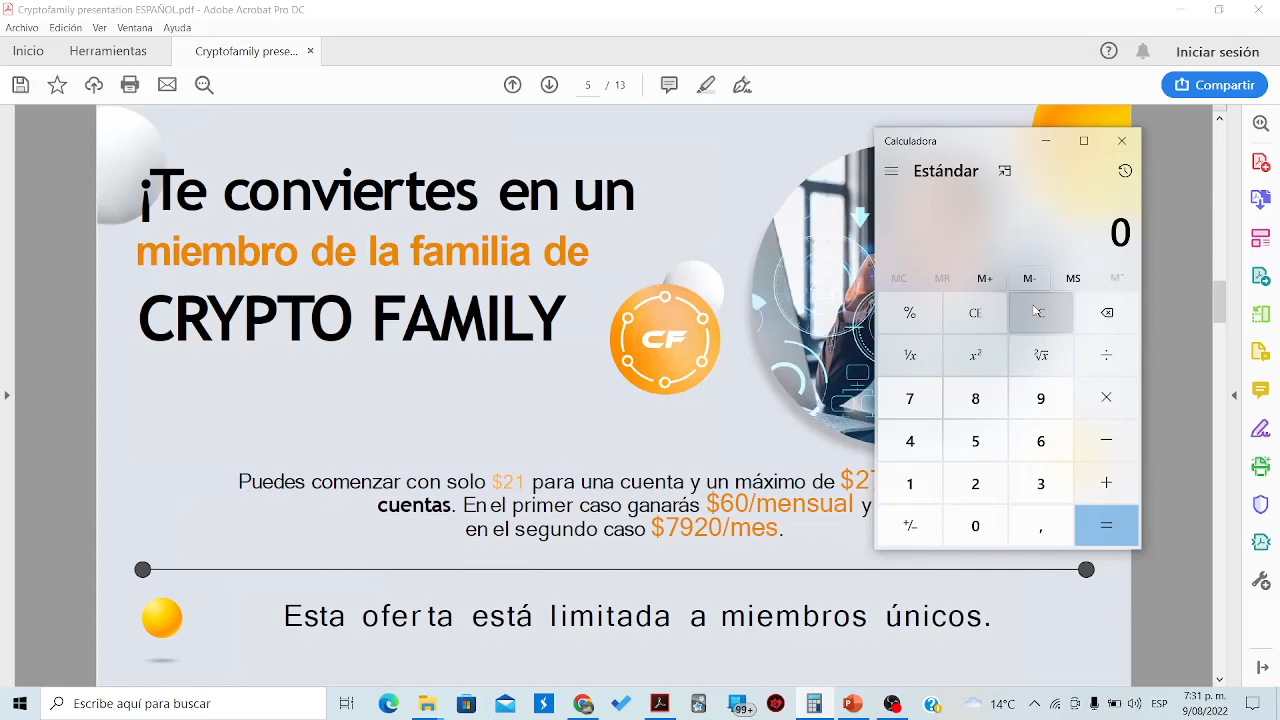 Cryptofamily presentation ESPAÑOL.pdf - Adobe Acrobat Pro DC
Archivo Edición Ver Ventana Ayuda
Inicio Herramientas Cryptofamily prese... × Iniciar sesión
5 / 13 Compartir
¡Te conviertes en un
miembro de la familia de
CRYPTO FAMILY
CF
Puedes comenzar con solo $21 para una cuenta y un máximo de
cuentas. En el primer caso ganarás $60/mensual y
en el segundo caso $7920/mes.
Esta oferta está limitada a miembros únicos.
Calculadora
Estándar
0
MC MR M+ M- MS M˅
% CE C
¹/x x² ²√x ÷
7 8 9 ×
4 5 6 −
1 2 3 +
+/− 0 , =
Escribe aquí para buscar
99+
14°C ESP 7:31 p. m.
9/08/2022